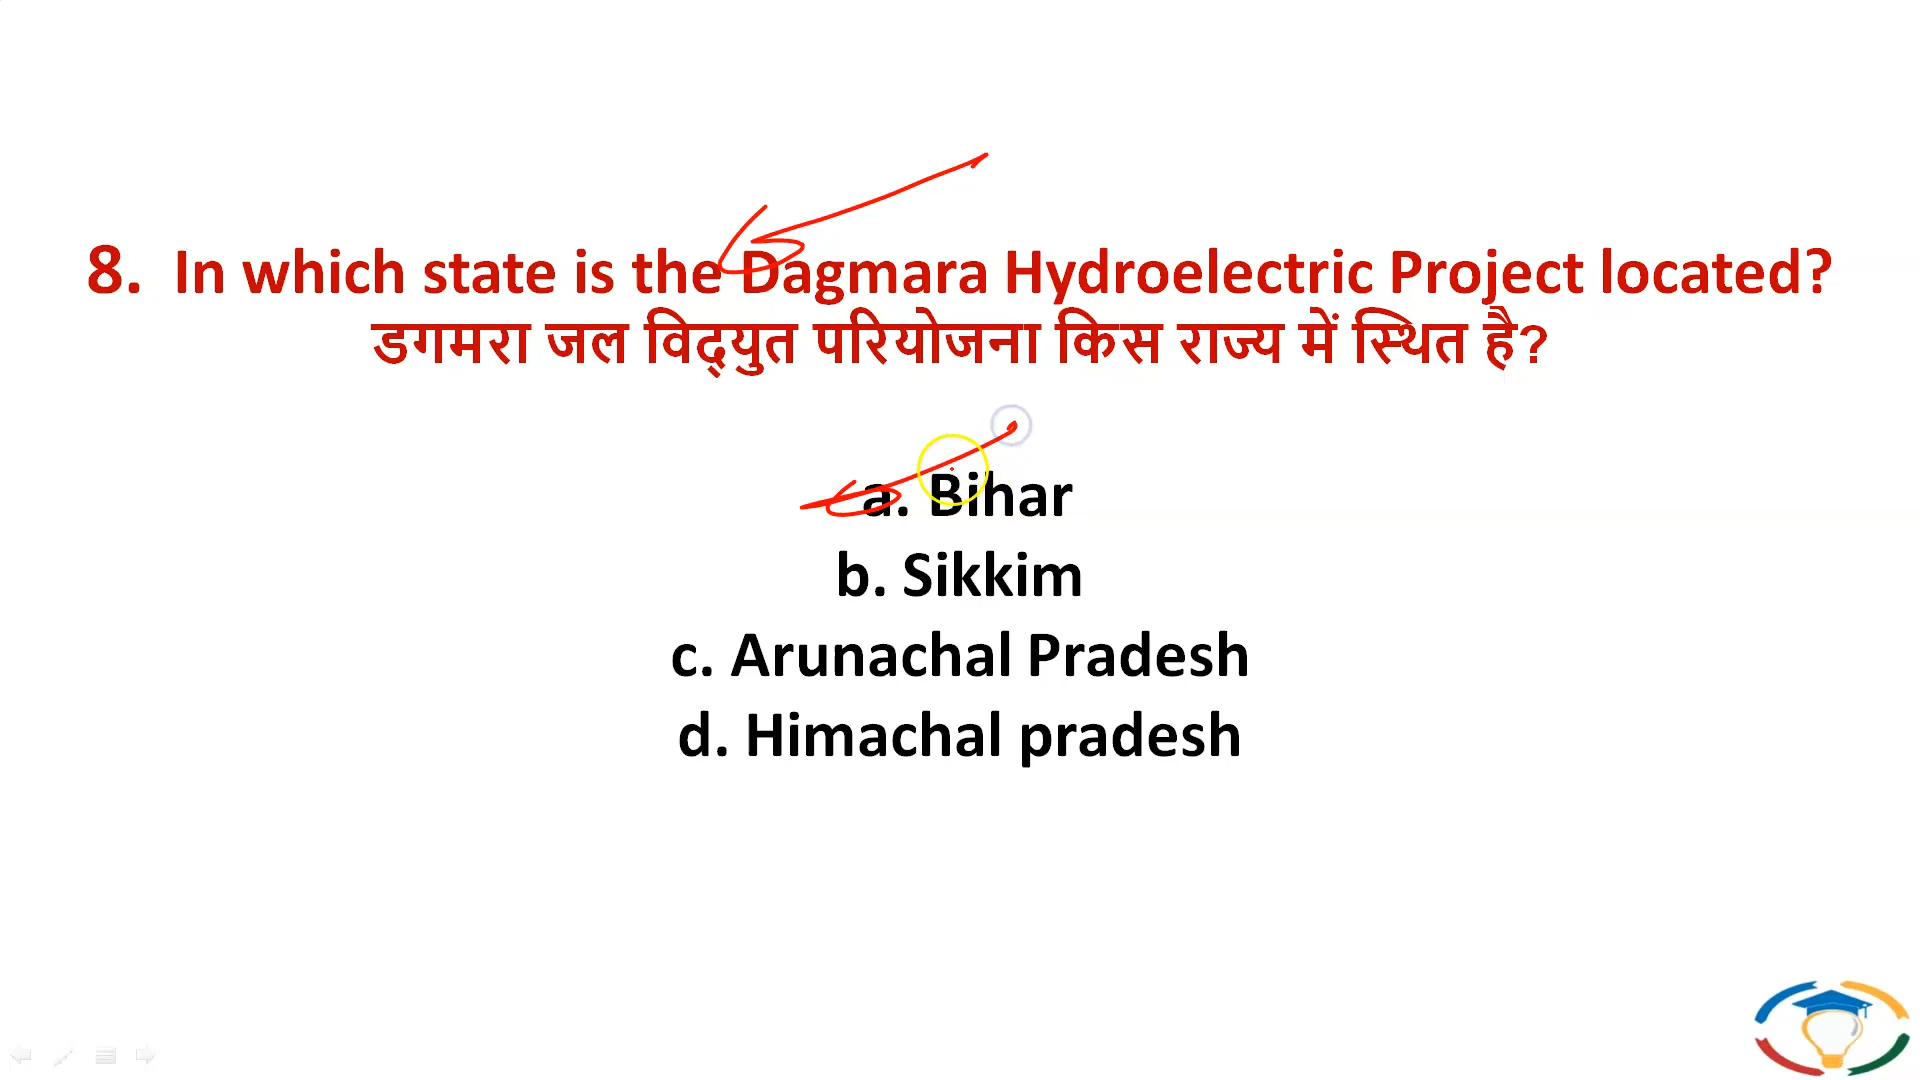 8. In which state is the Dagmara Hydroelectric Project located?
डगमरा जल विद्युत परियोजना किस राज्य में स्थित है?
a. Bihar
b. Sikkim
c. Arunachal Pradesh
d. Himachal pradesh